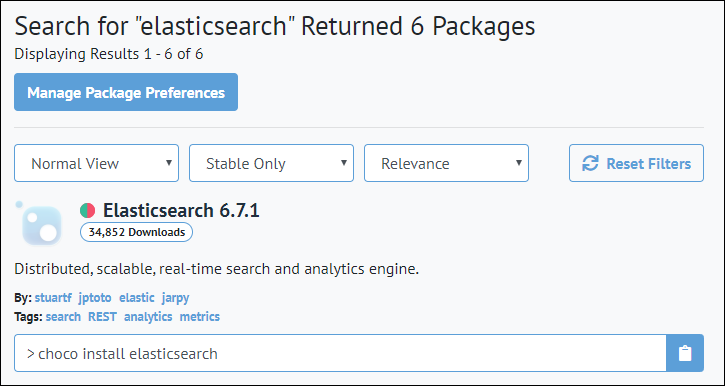 Search for "elasticsearch" Returned 6 Packages
Displaying Results 1 - 6 of 6
Manage Package Preferences
Normal View Stable Only Relevance Reset Filters
Elasticsearch 6.7.1
34,852 Downloads
Distributed, scalable, real-time search and analytics engine.
By: stuartf jptoto elastic jarpy
Tags: search REST analytics metrics
> choco install elasticsearch